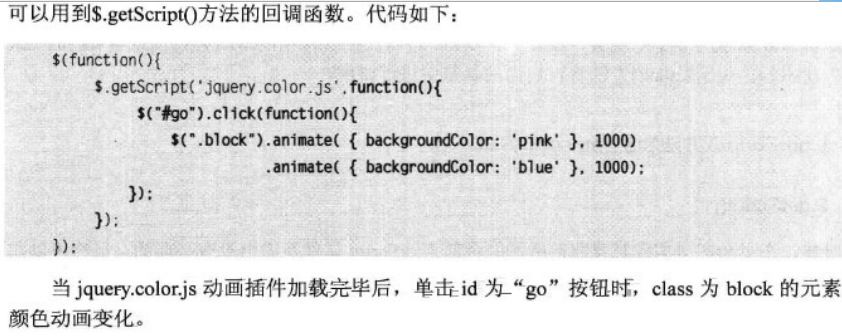 可以用到$.getScript()方法的回调函数。代码如下：
$(function(){
$.getScript('jquery.color.js',function(){
$("#go").click(function(){
$(".block").animate( { backgroundColor: 'pink' }, 1000)
.animate( { backgroundColor: 'blue' }, 1000);
});
});
});
当 jquery.color.js 动画插件加载完毕后，单击 id 为“go”按钮时，class 为 block 的元素
颜色动画变化。